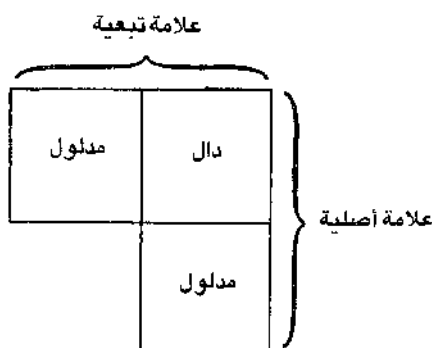 علامة تبعية
دال
مدلول
علامة أصلية
مدلول